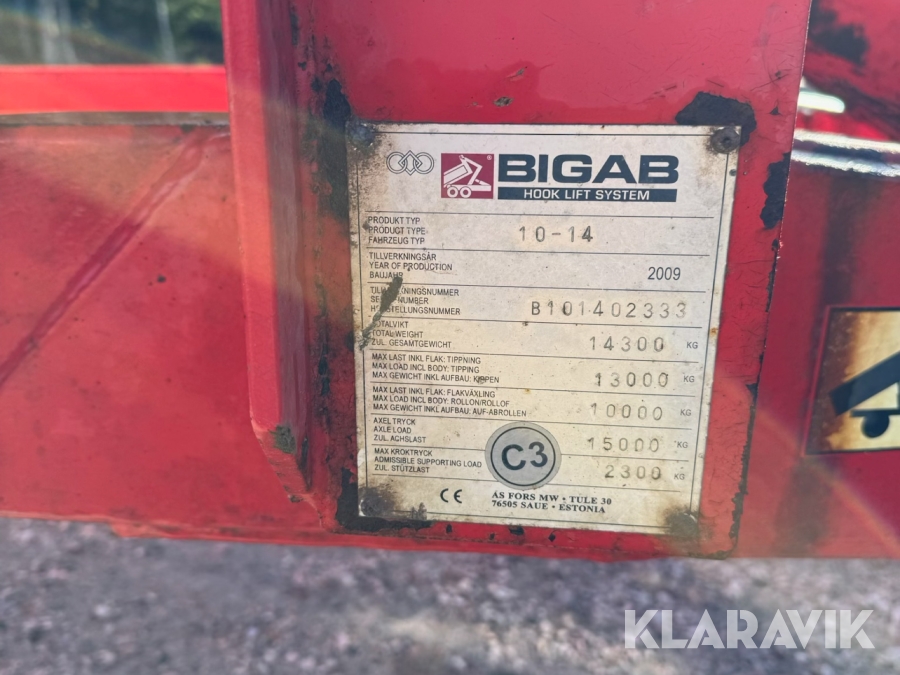 BIGAB
HOOK LIFT SYSTEM
PRODUKT TYP
PRODUCT TYPE
FAHRZEUG TYP
10-14
TILLVERKNINGSÅR
YEAR OF PRODUCTION
BAUJAHR
2009
TILLVERKNINGSNUMMER
SERIAL NUMBER
HERSTELLUNGSNUMMER
B101402333
TOTALVIKT
TOTAL WEIGHT
ZUL. GESAMTGEWICHT
14300 KG
MAX LAST INKL FLAK: TIPPNING
MAX LOAD INCL BODY: TIPPING
MAX GEWICHT INKL AUFBAU: KIPPEN
13000 KG
MAX LAST INKL FLAK: FLAKVÄXLING
MAX LOAD INCL BODY: ROLLON/ROLLOF
MAX GEWICHT INKL AUFBAU: AUF-ABROLLEN
10000 KG
AXELTRYCK
AXLE LOAD
ZUL. ACHSLAST
15000 KG
MAX KROKTRYCK
ADMISSIBLE SUPPORTING LOAD
ZUL. STÜTZLAST
2300 KG
C3
CE
AS FORS MW • TULE 30
76505 SAUE • ESTONIA
KLARAVIK